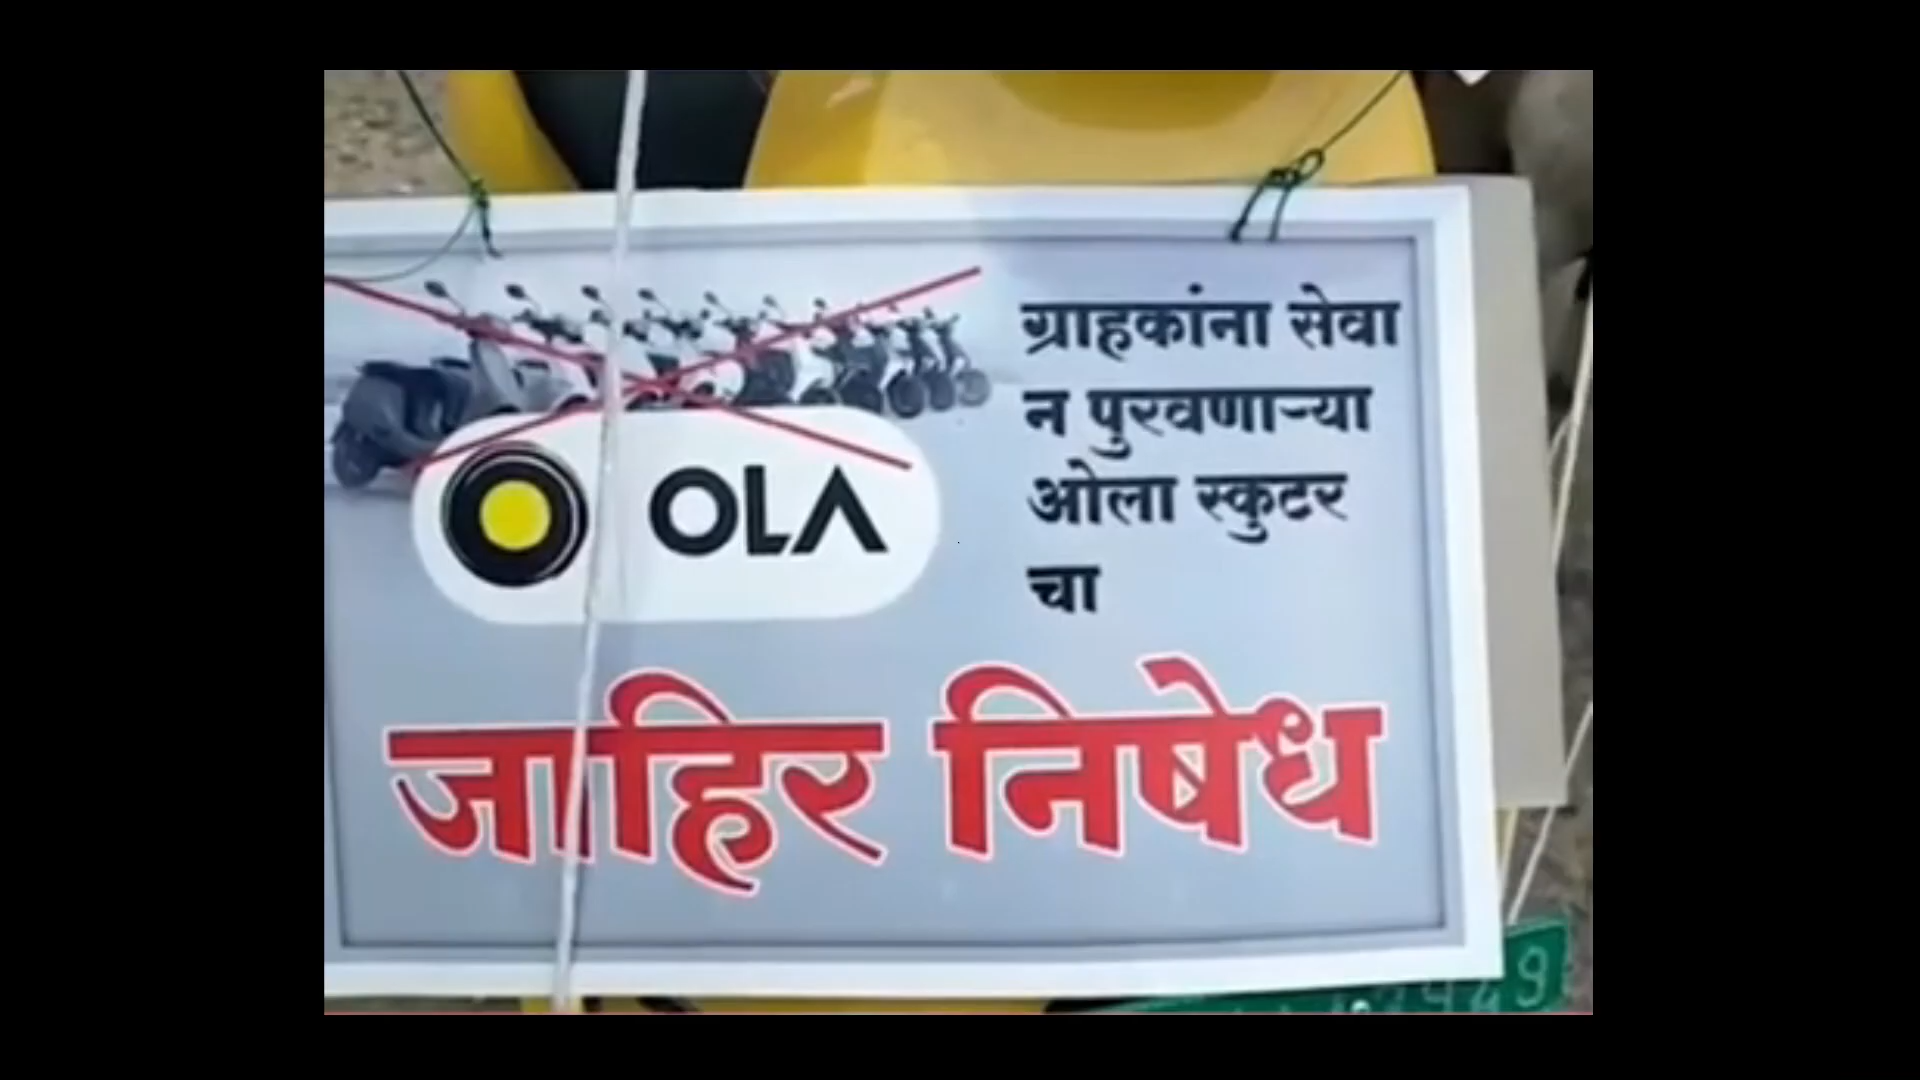 ग्राहकांना सेवा
न पुरवणाऱ्या
ओला स्कुटर
चा
OLA
जाहिर निषेध